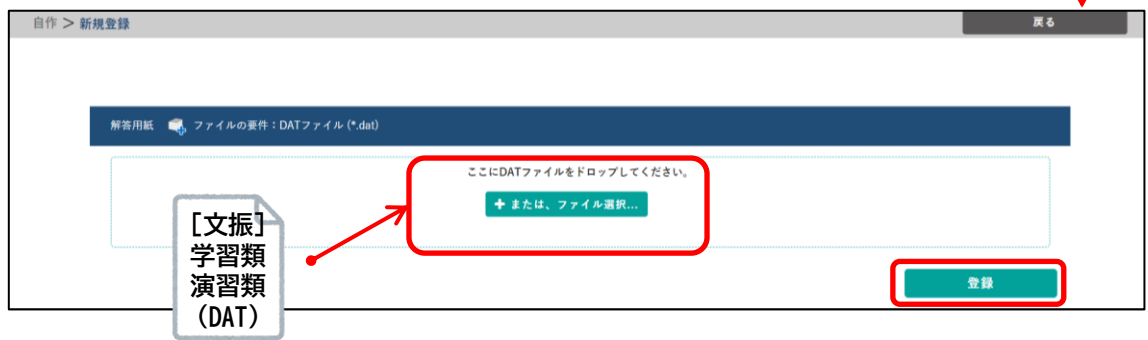 自作 > 新規登録
戻る
解答用紙 ファイルの要件：DATファイル (*.dat)
ここにDATファイルをドロップしてください。
+ または、ファイル選択...
[文振]
学習類
演習類
(DAT)
登録